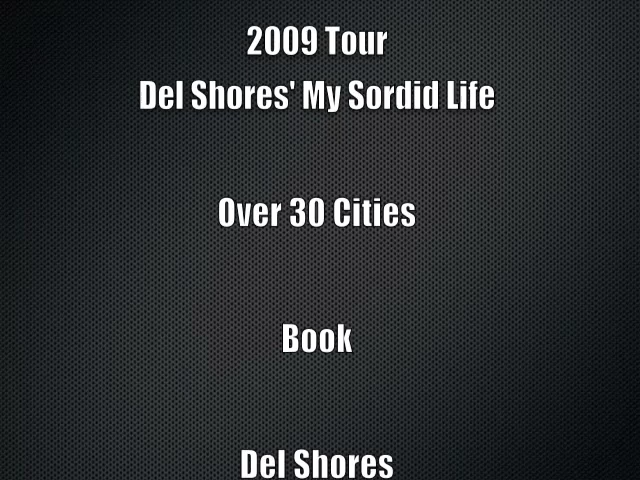 2009 Tour
Del Shores' My Sordid Life
Over 30 Cities
Book
Del Shores